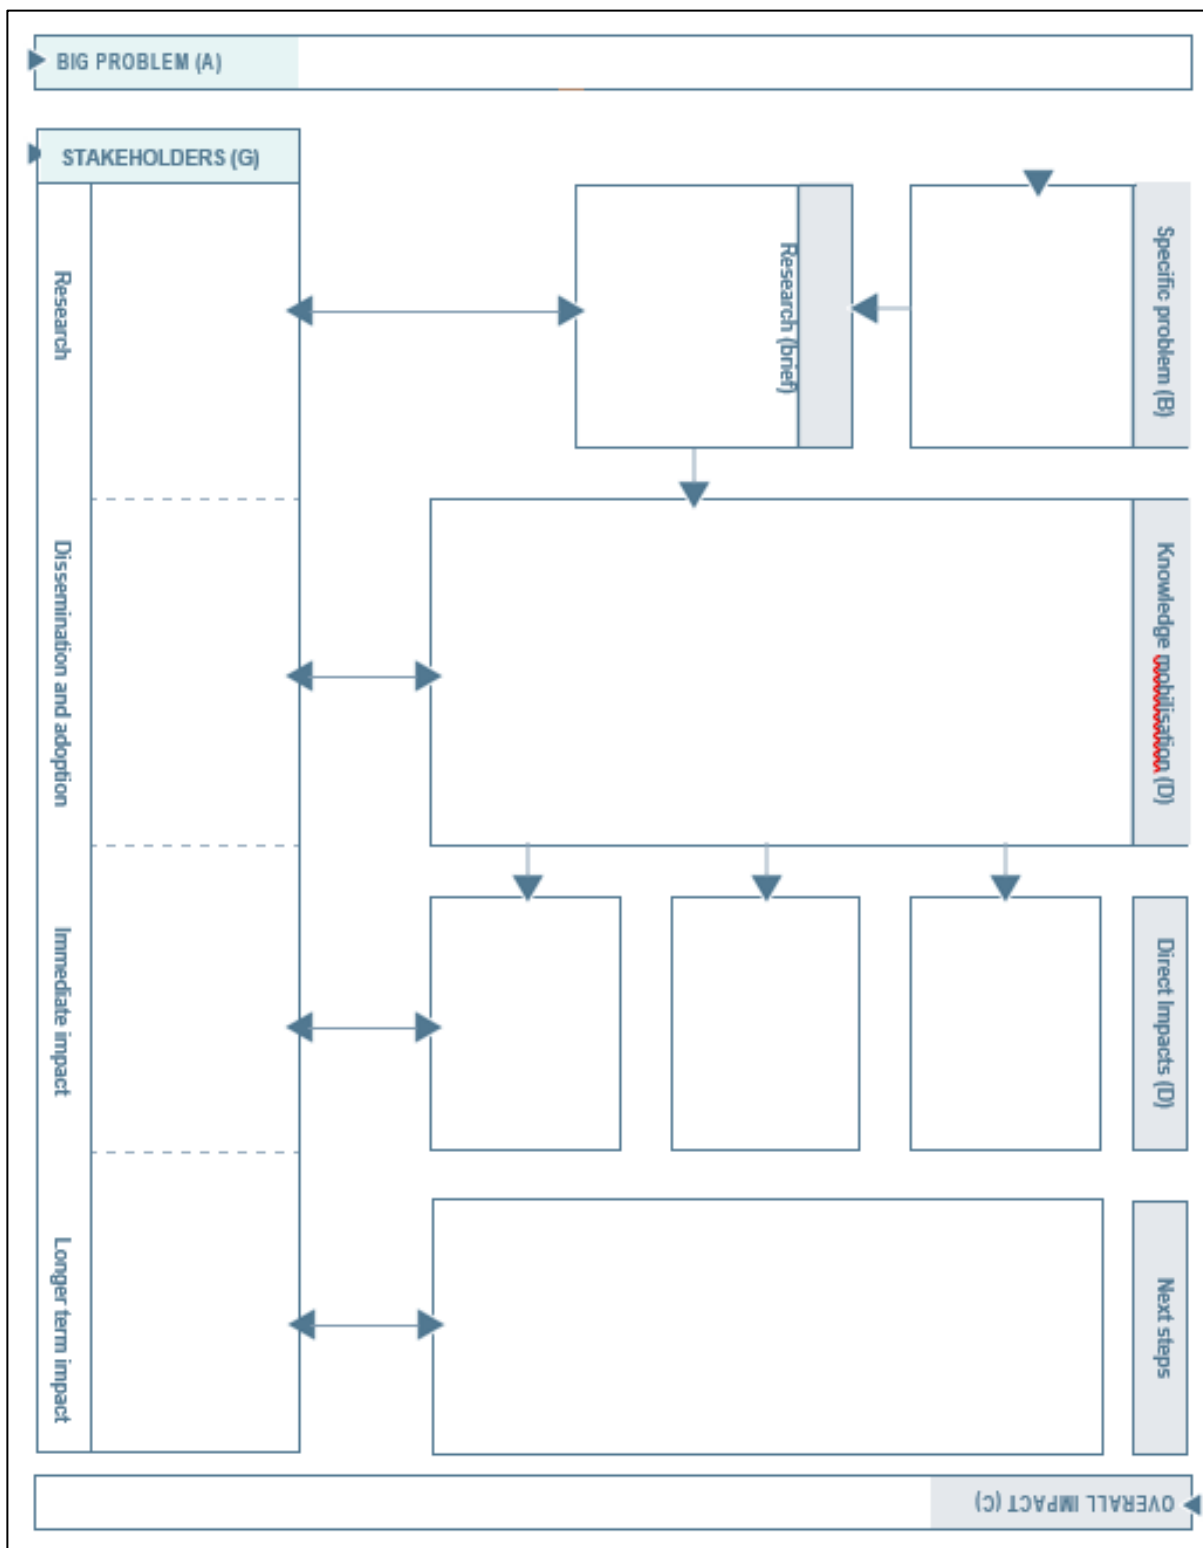 BIG PROBLEM (A)
STAKEHOLDERS (G)
Research
Research (brief)
Specific problem (B)
Dissemination and adoption
Knowledge mobilisation (D)
Immediate impact
Direct Impacts (D)
Longer term impact
Next steps
OVERALL IMPACT (C)